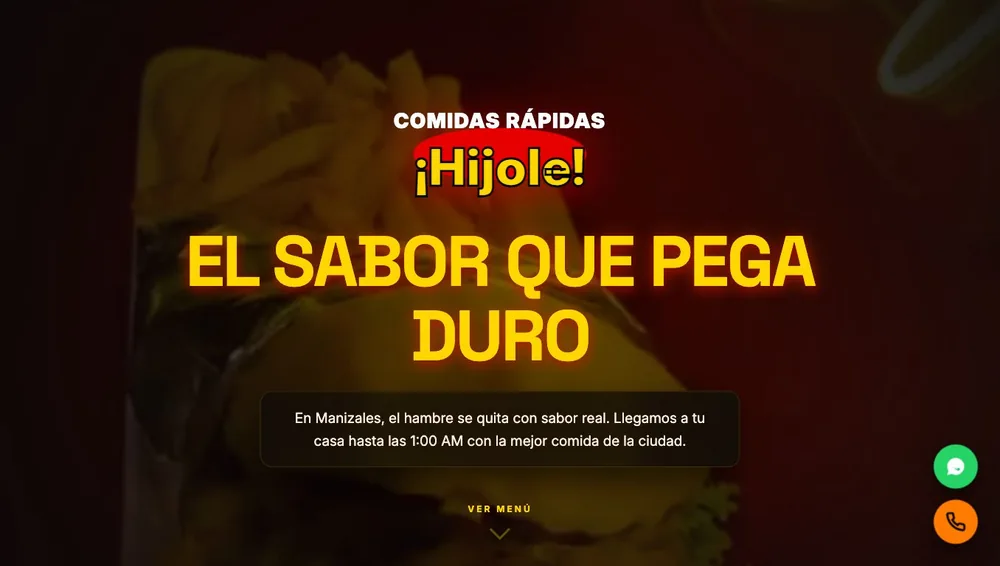 COMIDAS RÁPIDAS
¡Hijole!
EL SABOR QUE PEGA
DURO
En Manizales, el hambre se quita con sabor real. Llegamos a tu
casa hasta las 1:00 AM con la mejor comida de la ciudad.
VER MENÚ